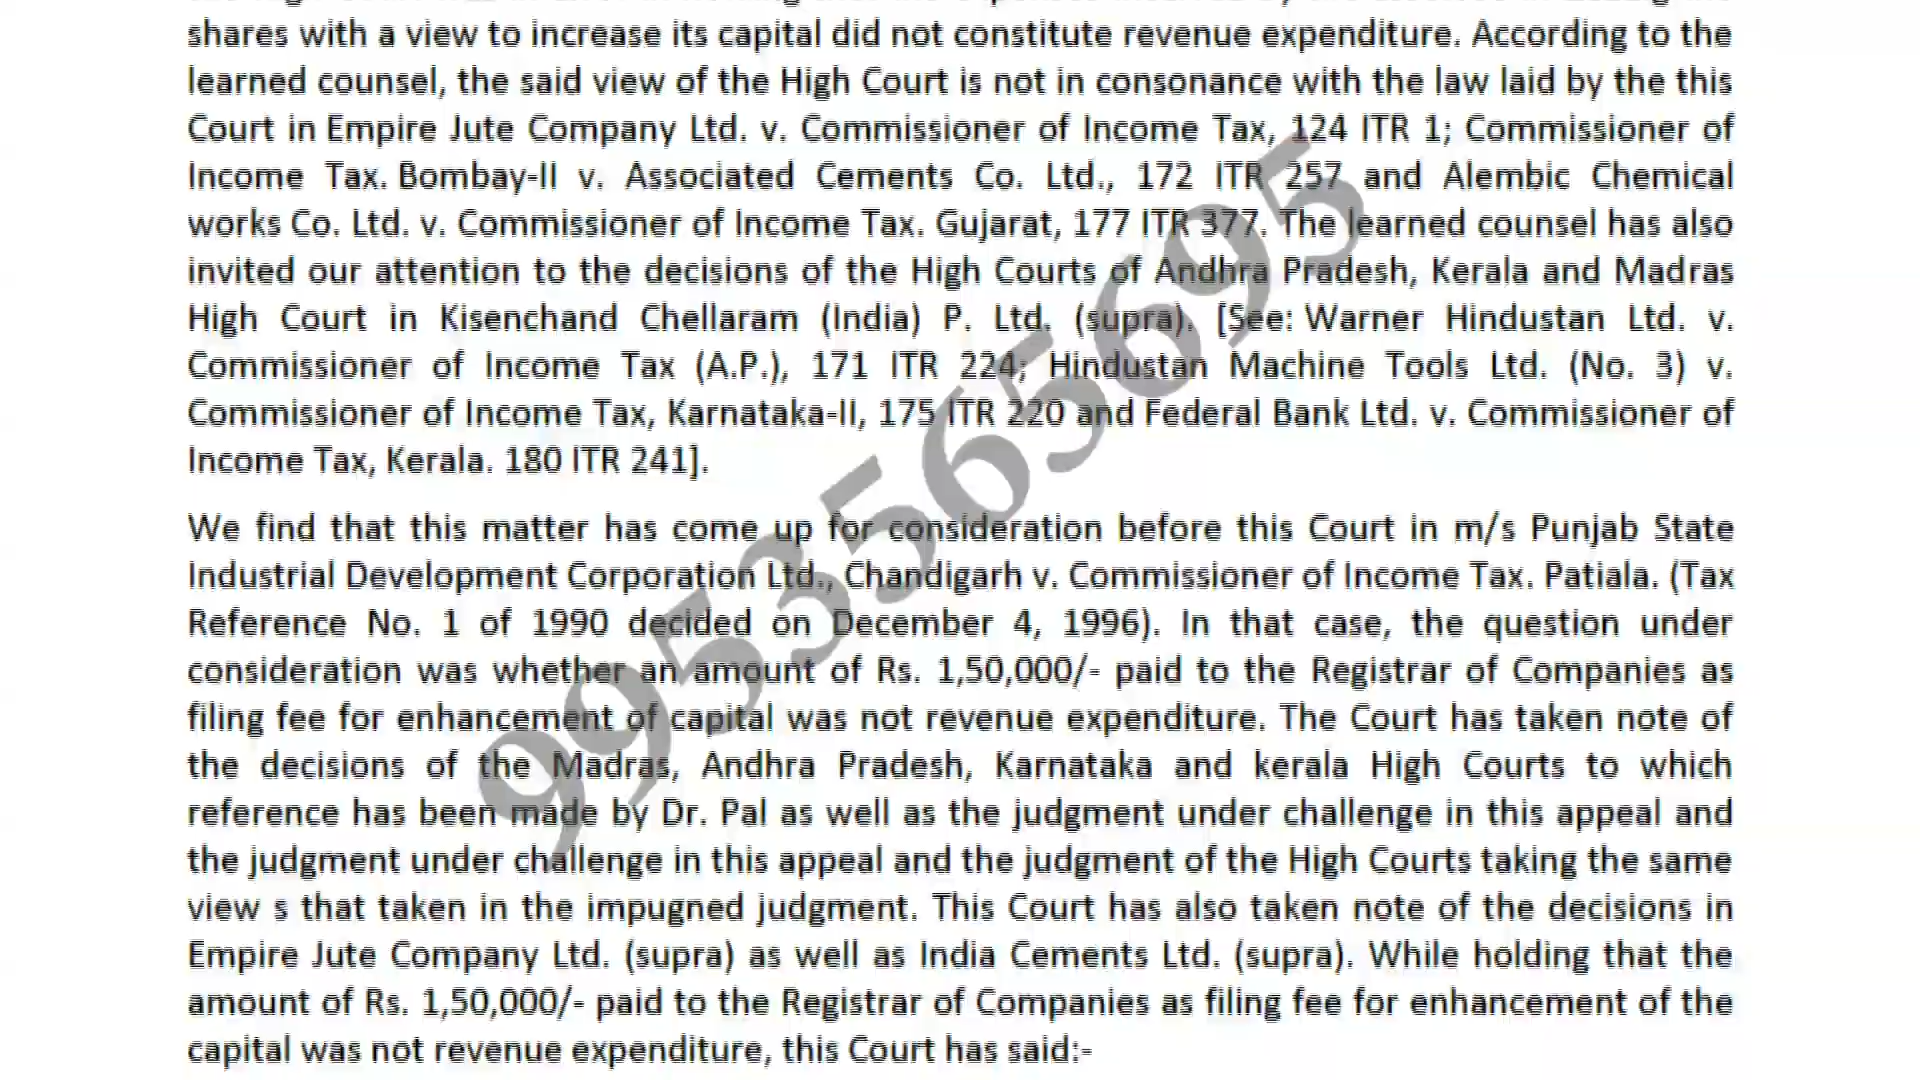 shares with a view to increase its capital did not constitute revenue expenditure. According to the
learned counsel, the said view of the High Court is not in consonance with the law laid by the this
Court in Empire Jute Company Ltd. v. Commissioner of Income Tax, 124 ITR 1; Commissioner of
Income Tax. Bombay-II v. Associated Cements Co. Ltd., 172 ITR 257 and Alembic Chemical
works Co. Ltd. v. Commissioner of Income Tax. Gujarat, 177 ITR 377. The learned counsel has also
invited our attention to the decisions of the High Courts of Andhra Pradesh, Kerala and Madras
High Court in Kisenchand Chellaram (India) P. Ltd. (supra). [See: Warner Hindustan Ltd. v.
Commissioner of Income Tax (A.P.), 171 ITR 224; Hindustan Machine Tools Ltd. (No. 3) v.
Commissioner of Income Tax, Karnataka-II, 175 ITR 220 and Federal Bank Ltd. v. Commissioner of
Income Tax, Kerala. 180 ITR 241].
We find that this matter has come up for consideration before this Court in m/s Punjab State
Industrial Development Corporation Ltd., Chandigarh v. Commissioner of Income Tax. Patiala. (Tax
Reference No. 1 of 1990 decided on December 4, 1996). In that case, the question under
consideration was whether an amount of Rs. 1,50,000/- paid to the Registrar of Companies as
filing fee for enhancement of capital was not revenue expenditure. The Court has taken note of
the decisions of the Madras, Andhra Pradesh, Karnataka and kerala High Courts to which
reference has been made by Dr. Pal as well as the judgment under challenge in this appeal and
the judgment under challenge in this appeal and the judgment of the High Courts taking the same
view s that taken in the impugned judgment. This Court has also taken note of the decisions in
Empire Jute Company Ltd. (supra) as well as India Cements Ltd. (supra). While holding that the
amount of Rs. 1,50,000/- paid to the Registrar of Companies as filing fee for enhancement of the
capital was not revenue expenditure, this Court has said:-
9953565695